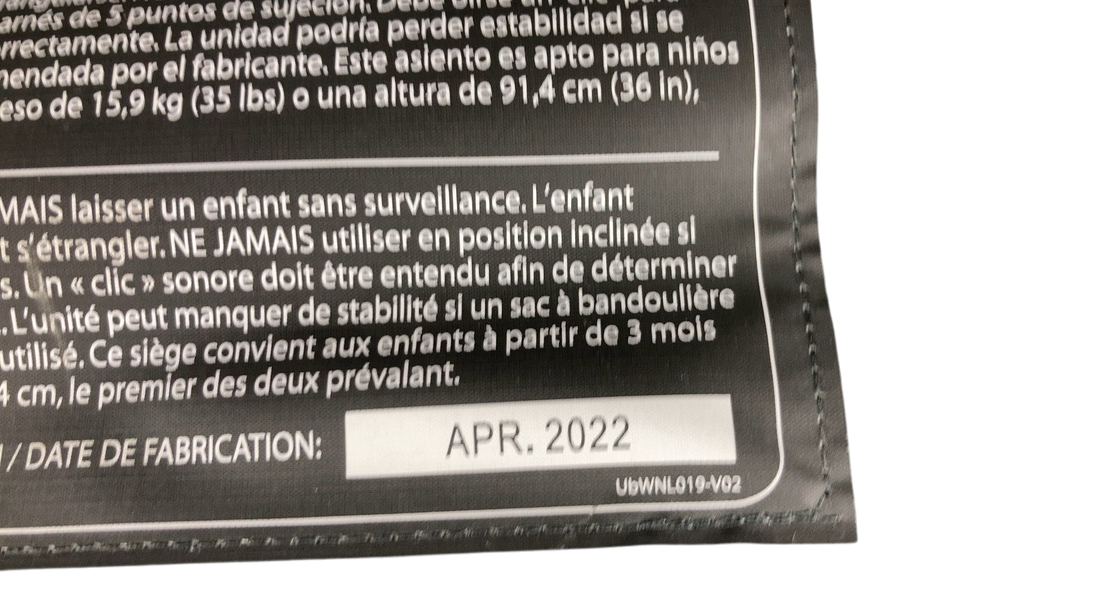 arnés de 5 puntos de sujeción. Debe
rrectamente. La unidad podría perder estabilidad si se
nendada por el fabricante. Este asiento es apto para niños
eso de 15,9 kg (35 lbs) o una altura de 91,4 cm (36 in),
MAIS laisser un enfant sans surveillance. L'enfant
t s'étrangler. NE JAMAIS utiliser en position inclinée si
s. Un « clic » sonore doit être entendu afin de déterminer
. L'unité peut manquer de stabilité si un sac à bandoulière
utilisé. Ce siège convient aux enfants à partir de 3 mois
4 cm, le premier des deux prévalant.
/ DATE DE FABRICATION: APR. 2022
UbWNL019-V02